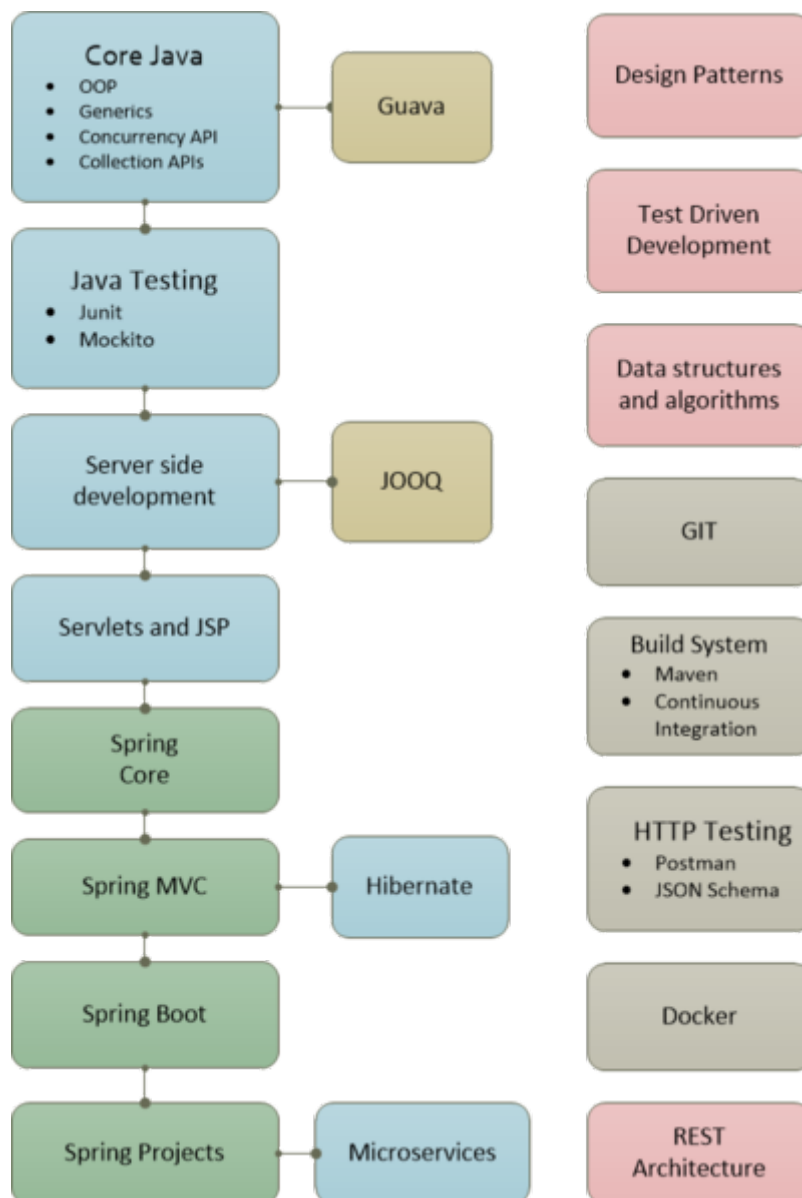 Core Java
• OOP
• Generics
• Concurrency API
• Collection APIs
Guava
Java Testing
• Junit
• Mockito
Server side
development
JOOQ
Servlets and JSP
Spring
Core
Spring MVC
Hibernate
Spring Boot
Spring Projects
Microservices
Design Patterns
Test Driven
Development
Data structures
and algorithms
GIT
Build System
• Maven
• Continuous
Integration
HTTP Testing
• Postman
• JSON Schema
Docker
REST
Architecture